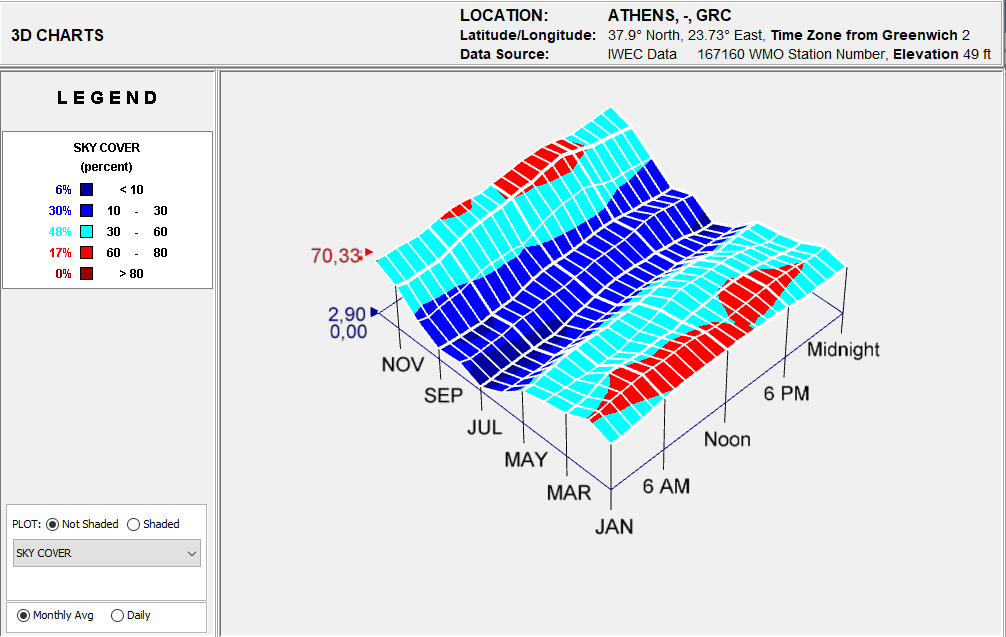 3D CHARTS
LOCATION: ATHENS, -, GRC
Latitude/Longitude: 37.9° North, 23.73° East, Time Zone from Greenwich 2
Data Source: IWEC Data 167160 WMO Station Number, Elevation 49 ft
LEGEND
SKY COVER
(percent)
6% < 10
30% 10 - 30
48% 30 - 60
17% 60 - 80
0% > 80
PLOT: Not Shaded Shaded
SKY COVER
Monthly Avg Daily
70,33
2,90
0,00
NOV
SEP
JUL
MAY
MAR
JAN
6 AM
Noon
6 PM
Midnight